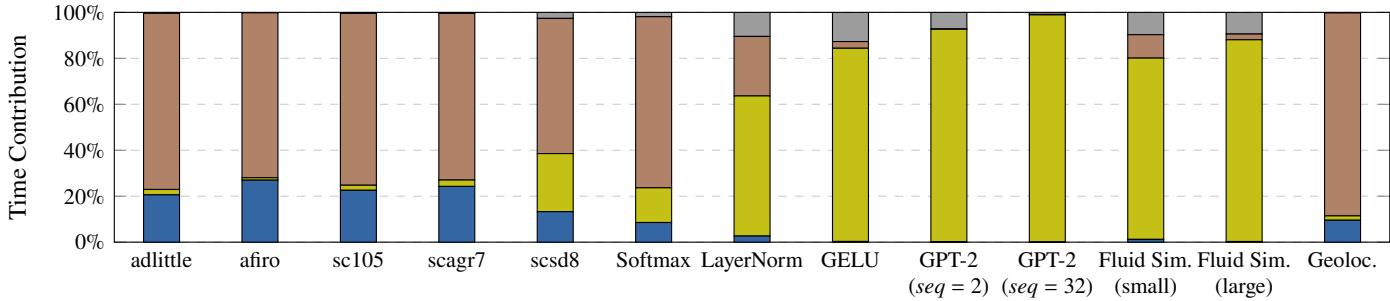 100%
80%
60%
40%
20%
0%
Time Contribution
adlittle afiro sc105 scagr7 scsd8 Softmax LayerNorm GELU GPT-2 GPT-2 Fluid Sim. Fluid Sim. Geoloc.
(seq = 2) (seq = 32) (small) (large)